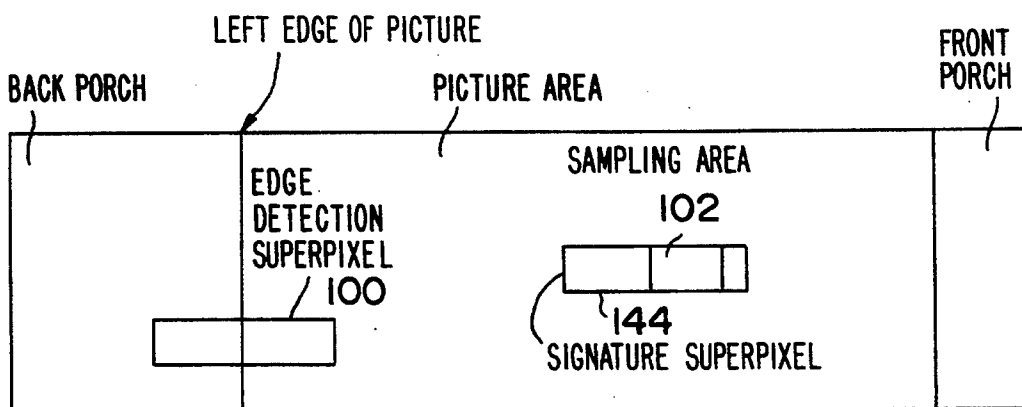 LEFT EDGE OF PICTURE
FRONT
PORCH
BACK PORCH
PICTURE AREA
SAMPLING AREA
EDGE
DETECTION
SUPERPIXEL
100
102
144
SIGNATURE SUPERPIXEL